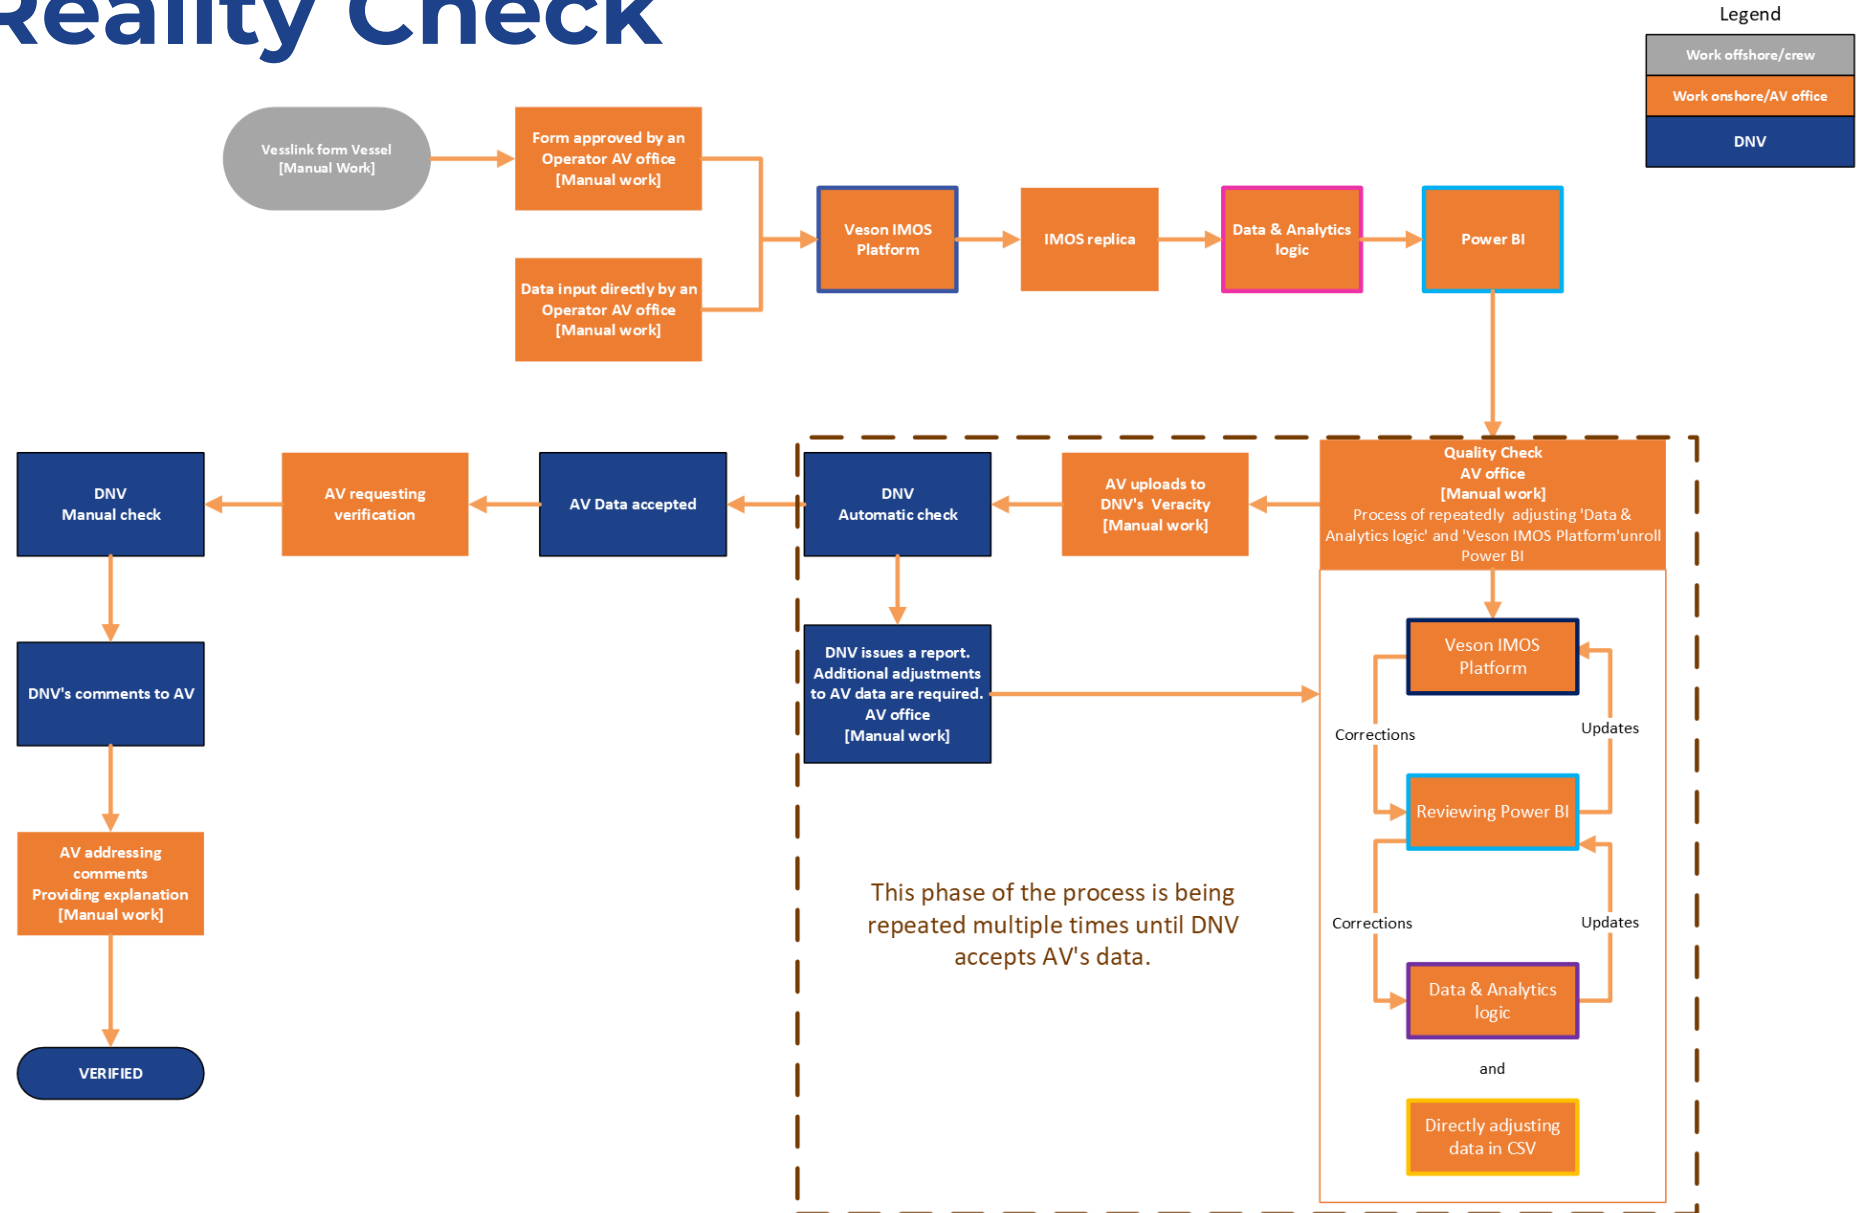 Reality Check
Legend
Work offshore/crew
Work onshore/AV office
DNV
Vesslink form Vessel
[Manual Work]
Form approved by an
Operator AV office
[Manual work]
Data input directly by an
Operator AV office
[Manual work]
Veson IMOS
Platform
IMOS replica
Data & Analytics
logic
Power BI
Quality Check
AV office
[Manual work]
Process of repeatedly adjusting 'Data &
Analytics logic' and 'Veson IMOS Platform'unroll
Power BI
AV uploads to
DNV's Veracity
[Manual work]
DNV
Automatic check
AV Data accepted
AV requesting
verification
DNV
Manual check
DNV's comments to AV
AV addressing
comments
Providing explanation
[Manual work]
VERIFIED
DNV issues a report.
Additional adjustments
to AV data are required.
AV office
[Manual work]
This phase of the process is being
repeated multiple times until DNV
accepts AV's data.
Veson IMOS
Platform
Corrections
Updates
Reviewing Power BI
Corrections
Updates
Data & Analytics
logic
and
Directly adjusting
data in CSV